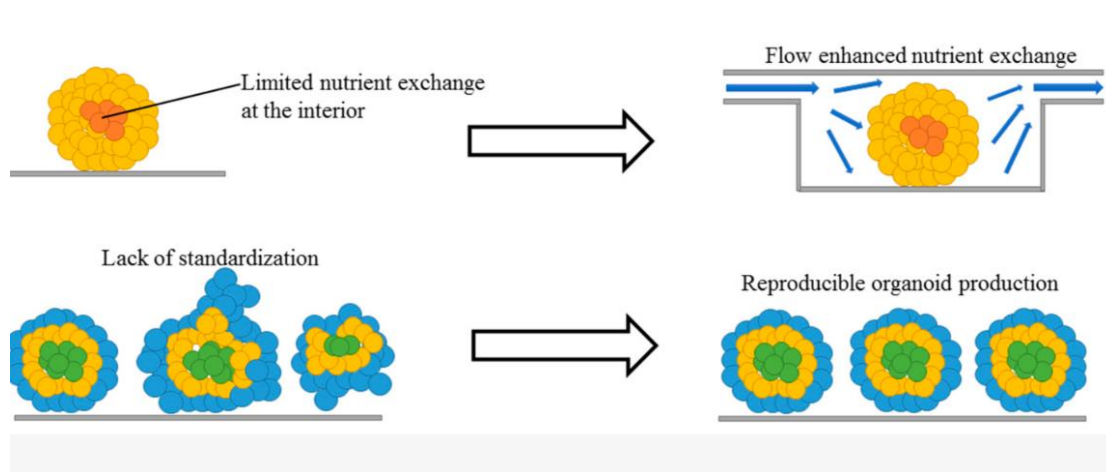 Limited nutrient exchange
at the interior
Flow enhanced nutrient exchange
Lack of standardization
Reproducible organoid production